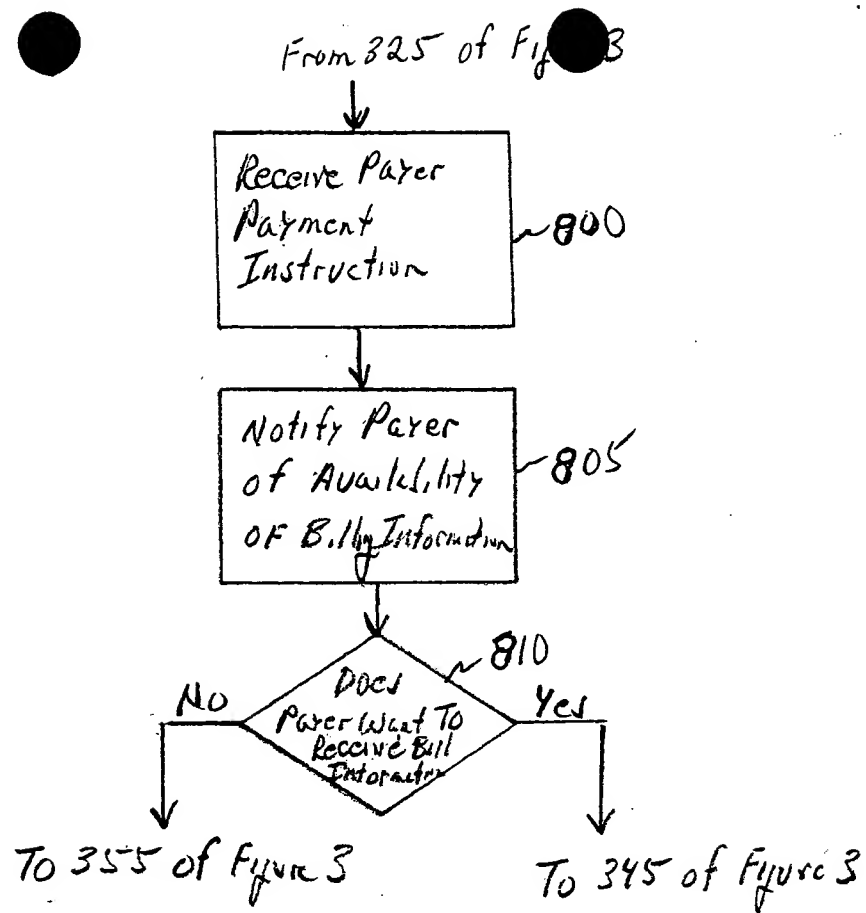 From 325 of Fig 3
Receive Payer
Payment
Instruction
800
Notify Payer
of Availability
of Billing Information
805
810
Does
Payer Want To
Receive Bill
Information
No
Yes
To 355 of Figure 3
To 345 of Figure 3